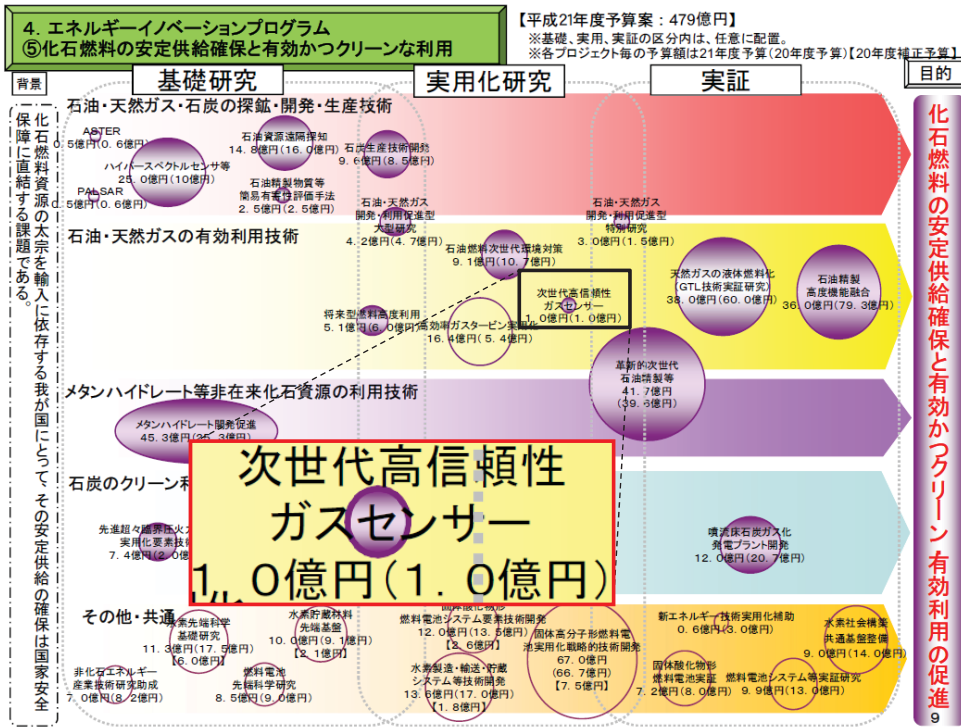 4. エネルギーイノベーションプログラム
⑤化石燃料の安定供給確保と有効かつクリーンな利用
【平成21年度予算案:479億円】
※基礎、実用、実証の区分内は、任意に配置。
※各プロジェクト毎の予算額は21年度予算(20年度予算)【20年度補正予算】
背景
基礎研究
実用化研究
実証
目的
化石燃料資源の太宗を輸入に依存する我が国にとって、その安定供給の確保は国家安全
保障に直結する課題である。
石油・天然ガス・石炭の探鉱・開発・生産技術
ASTER
0.5億円(0.6億円)
ハイパースペクトルセンサ等
25.0億円(10億円)
PALSAR
0.5億円(0.6億円)
石油資源遠隔探知
14.8億円(16.0億円)
石油精製物質等
簡易有害性評価手法
2.5億円(2.5億円)
石炭生産技術開発
9.6億円(8.5億円)
石油・天然ガス
開発・利用促進型
大型研究
4.2億円(4.7億円)
石油・天然ガス
開発・利用促進型
特別研究
3.0億円(1.5億円)
石油・天然ガスの有効利用技術
石油燃料次世代環境対策
9.1億円(10.7億円)
次世代高信頼性
ガスセンサー
1.0億円(1.0億円)
天然ガスの液体燃料化
(GTL技術実証研究)
38.0億円(60.0億円)
石油精製
高度機能融合
36.0億円(79.3億円)
将来型燃料高度利用
5.1億円(6.0億円)
高効率ガスタービン実用化
16.4億円(5.4億円)
革新的次世代
石油精製等
41.7億円
(39.6億円)
メタンハイドレート等非在来化石資源の利用技術
メタンハイドレート開発促進
45.3億円(25.3億円)
次世代高信頼性
ガスセンサー
1.0億円(1.0億円)
石炭のクリーン利
先進超々臨界圧火
実用化要素技
7.4億円(2.0億
噴流床石炭ガス化
発電プラント開発
12.0億円(20.7億円)
その他・共通
水素先端科学
基礎研究
11.3億円(17.5億円)
【6.0億円】
水素貯蔵材料
先端基盤
10.0億円(9.1億円)
【2.1億円】
固体酸化物形
燃料電池システム要素技術開発
12.0億円(13.5億円)
【2.6億円】
固体高分子形燃料電
池実用化戦略的技術開発
67.0億円
(66.7億円)
【7.5億円】
新エネルギー技術実用化補助
0.6億円(3.0億円)
水素社会構築
共通基盤整備
9.0億円(14.0億円)
非化石エネルギー
産業技術研究助成
7.0億円(8.2億円)
燃料電池
先端科学研究
8.5億円(9.0億円)
水素製造・輸送・貯蔵
システム等技術開発
13.6億円(17.0億円)
【1.8億円】
固体酸化物形
燃料電池実証
7.2億円(8.0億円)
燃料電池システム等実証研究
9.9億円(13.0億円)
化石燃料の安定供給確保と有効かつクリーンな有効利用の促進
9